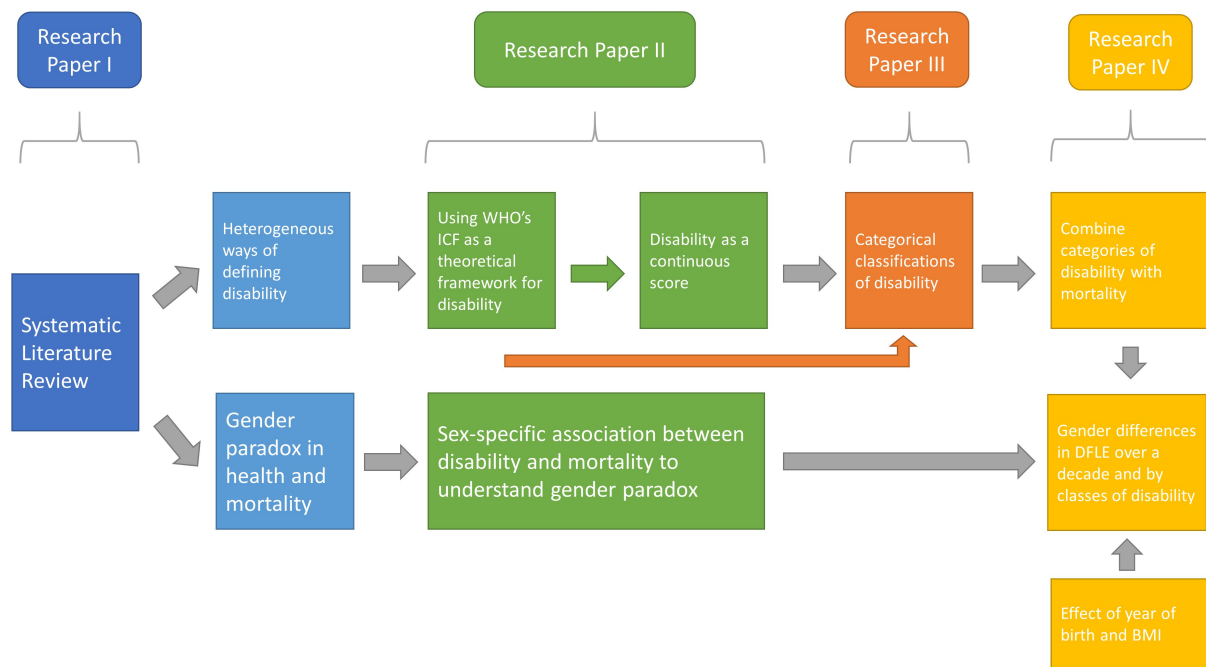 Research
Paper I
Research Paper II
Research
Paper III
Research
Paper IV
Systematic
Literature
Review
Heterogeneous
ways of
defining
disability
Using WHO's
ICF as a
theoretical
framework for
disability
Disability as a
continuous
score
Categorical
classifications
of disability
Combine
categories of
disability with
mortality
Gender
paradox in
health and
mortality
Sex-specific association between
disability and mortality to
understand gender paradox
Gender differences
in DFLE over a
decade and by
classes of disability
Effect of year of
birth and BMI